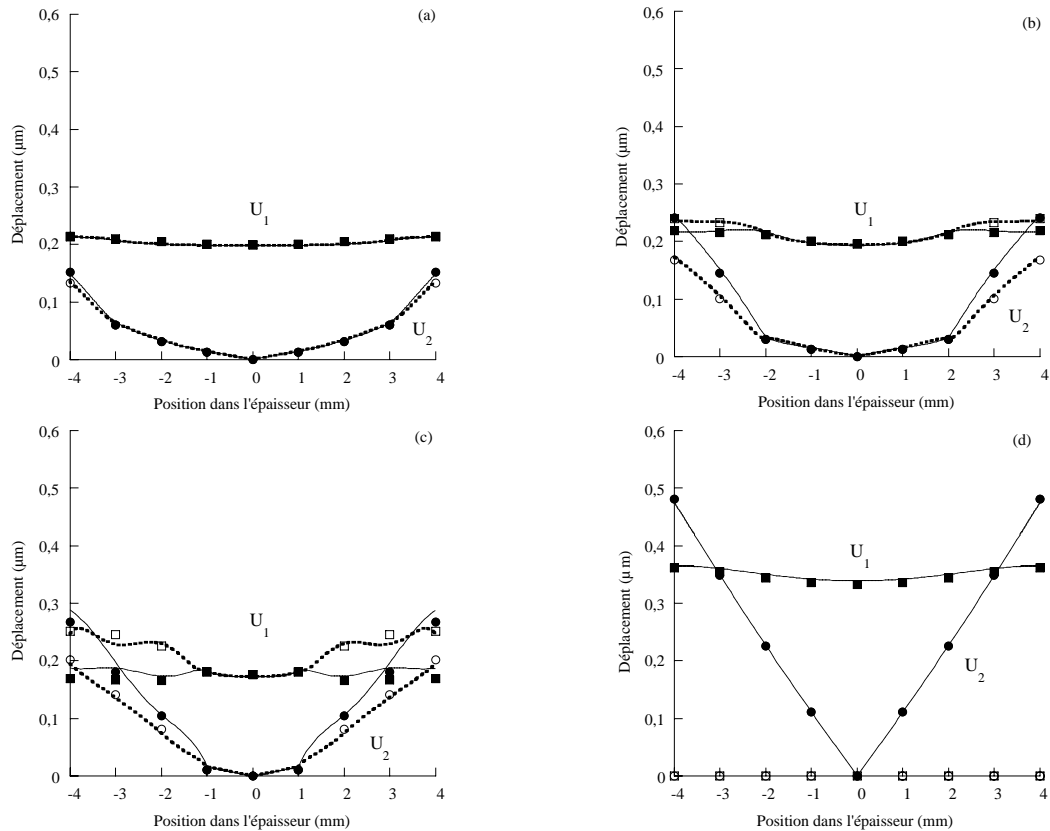 (a)
0,6
0,5
0,4
0,3
0,2
0,1
0
Déplacement (µm)
U1
U2
-4 -3 -2 -1 0 1 2 3 4
Position dans l'épaisseur (mm)
(b)
0,6
0,5
0,4
0,3
0,2
0,1
0
Déplacement (µm)
U1
U2
-4 -3 -2 -1 0 1 2 3 4
Position dans l'épaisseur (mm)
(c)
0,6
0,5
0,4
0,3
0,2
0,1
0
Déplacement (µm)
U1
U2
-4 -3 -2 -1 0 1 2 3 4
Position dans l'épaisseur (mm)
(d)
0,6
0,5
0,4
0,3
0,2
0,1
0
Déplacement (µ m)
U1
U2
-4 -3 -2 -1 0 1 2 3 4
Position dans l'épaisseur (mm)